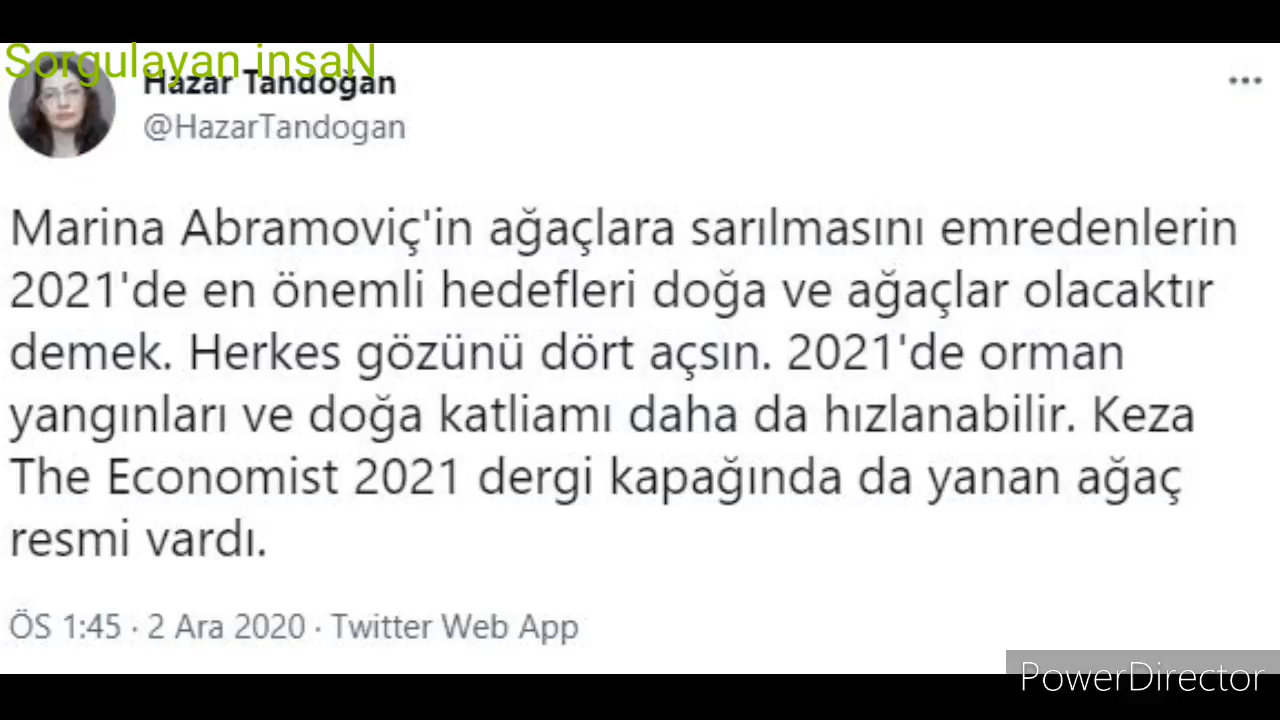 Sorgulayan insaN
Hazar Tandoğan
@HazarTandogan
Marina Abramoviç'in ağaçlara sarılmasını emredenlerin
2021'de en önemli hedefleri doğa ve ağaçlar olacaktır
demek. Herkes gözünü dört açsın. 2021'de orman
yangınları ve doğa katliamı daha da hızlanabilir. Keza
The Economist 2021 dergi kapağında da yanan ağaç
resmi vardı.
ÖS 1:45 · 2 Ara 2020 · Twitter Web App
PowerDirector